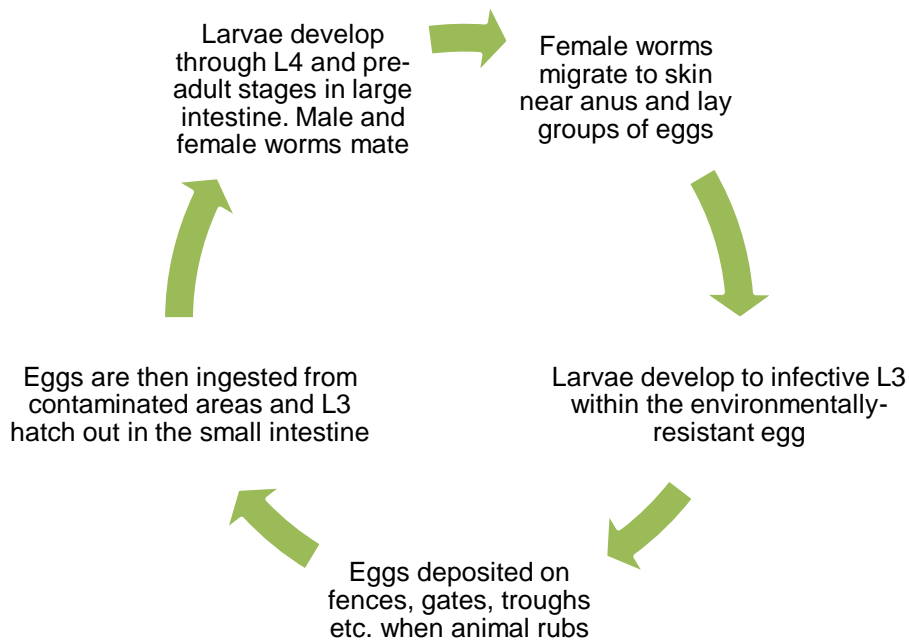 Larvae develop
through L4 and pre-
adult stages in large
intestine. Male and
female worms mate
Female worms
migrate to skin
near anus and lay
groups of eggs
Larvae develop to infective L3
within the environmentally-
resistant egg
Eggs deposited on
fences, gates, troughs
etc. when animal rubs
Eggs are then ingested from
contaminated areas and L3
hatch out in the small intestine